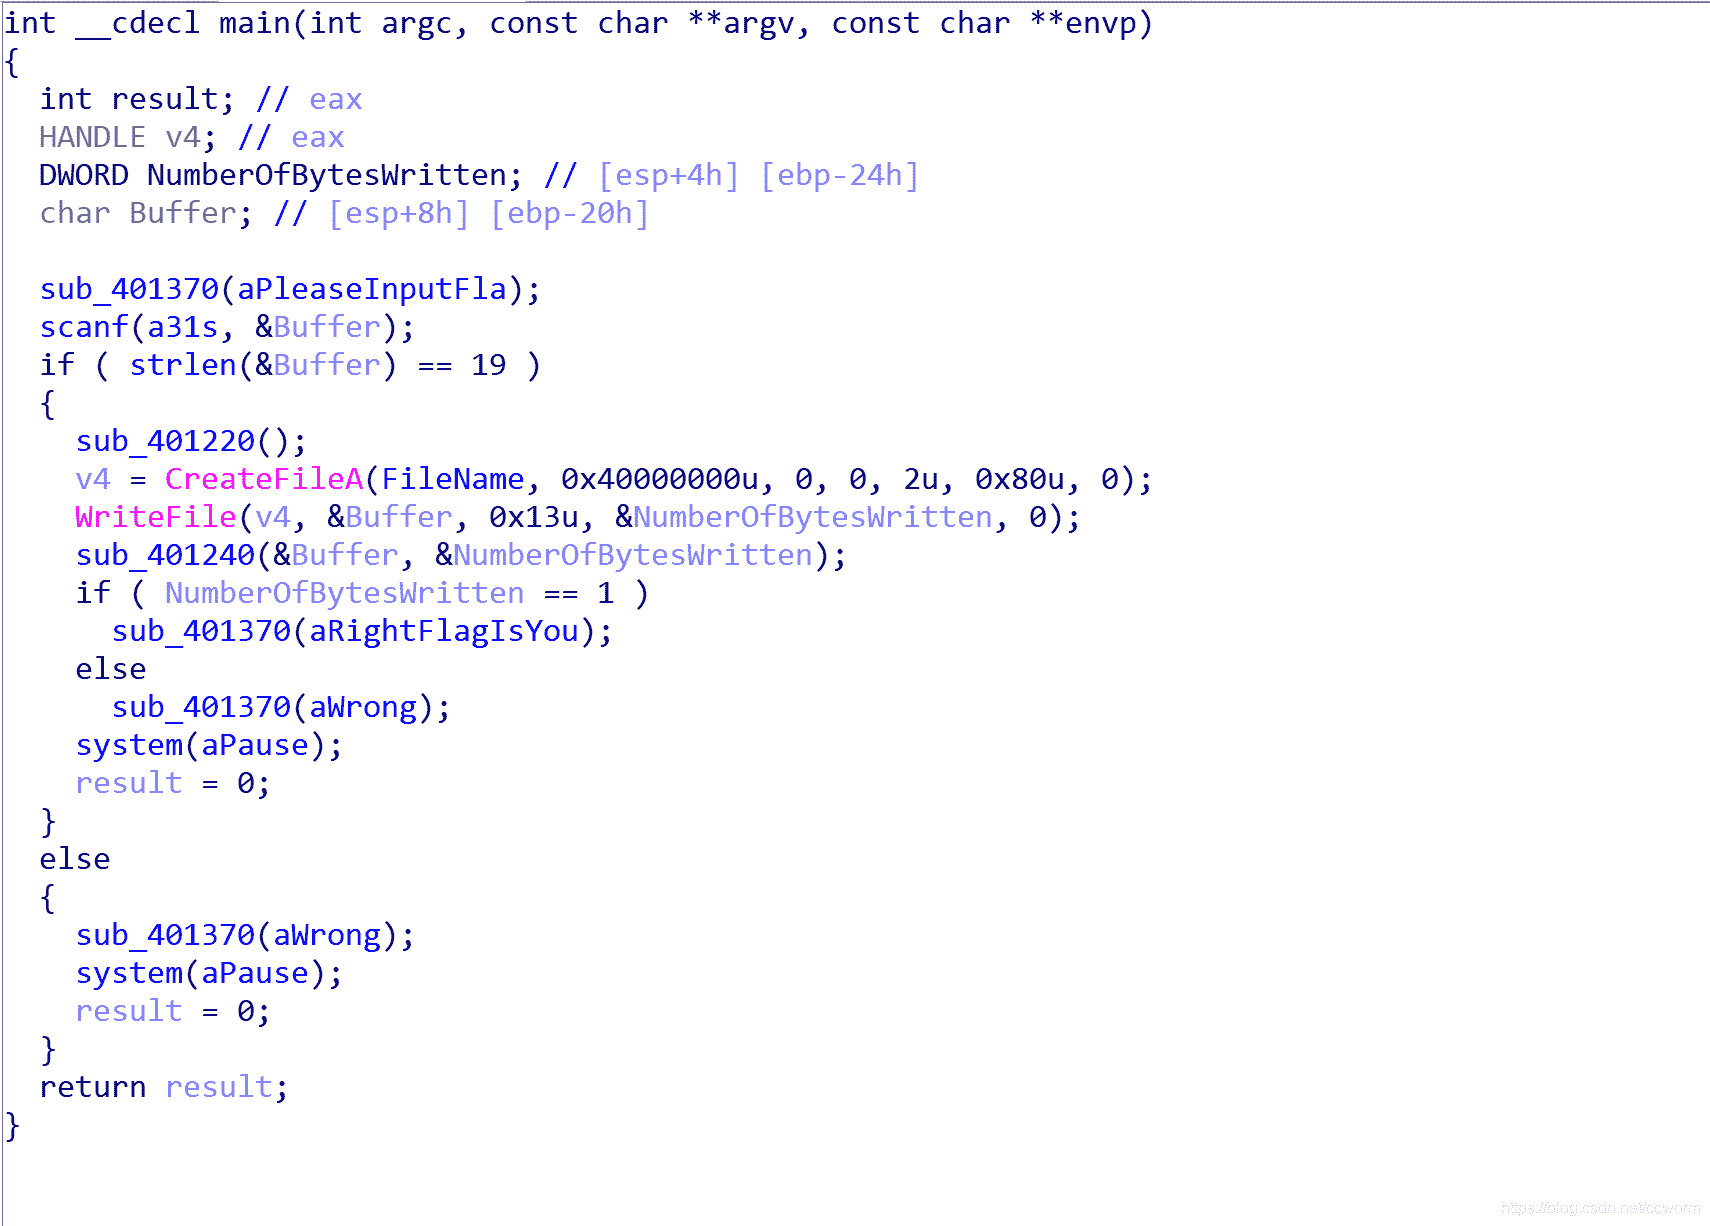 int __cdecl main(int argc, const char **argv, const char **envp)
{
  int result; // eax
  HANDLE v4; // eax
  DWORD NumberOfBytesWritten; // [esp+4h] [ebp-24h]
  char Buffer; // [esp+8h] [ebp-20h]

  sub_401370(aPleaseInputFla);
  scanf(a31s, &Buffer);
  if ( strlen(&Buffer) == 19 )
  {
    sub_401220();
    v4 = CreateFileA(FileName, 0x40000000u, 0, 0, 2u, 0x80u, 0);
    WriteFile(v4, &Buffer, 0x13u, &NumberOfBytesWritten, 0);
    sub_401240(&Buffer, &NumberOfBytesWritten);
    if ( NumberOfBytesWritten == 1 )
      sub_401370(aRightFlagIsYou);
    else
      sub_401370(aWrong);
    system(aPause);
    result = 0;
  }
  else
  {
    sub_401370(aWrong);
    system(aPause);
    result = 0;
  }
  return result;
}
https://blog.csdn.net/ccworm